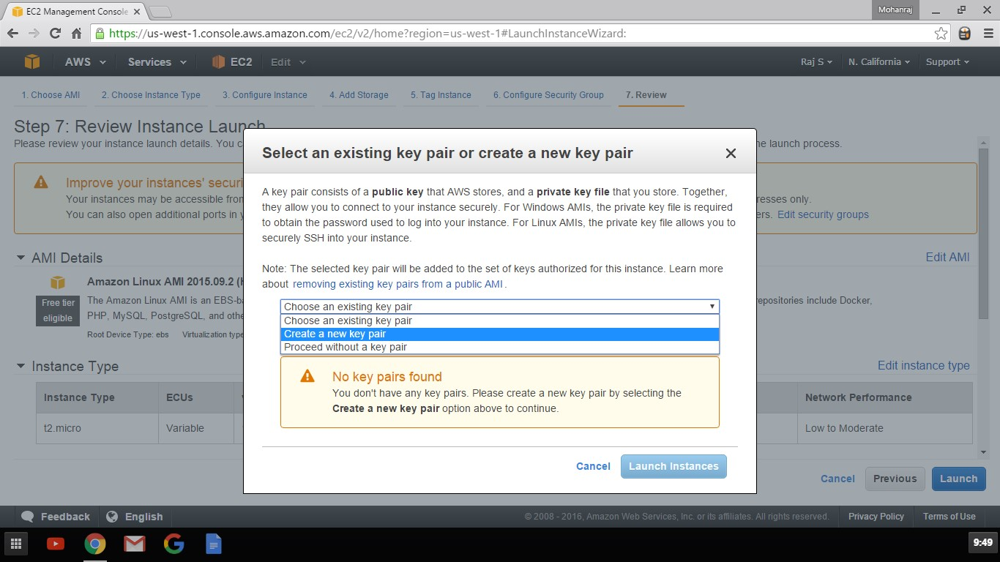 EC2 Management Console
Mohanraj
https://us-west-1.console.aws.amazon.com/ec2/v2/home?region=us-west-1#LaunchInstanceWizard:
AWS Services EC2 Edit Raj S N. California Support
1. Choose AMI 2. Choose Instance Type 3. Configure Instance 4. Add Storage 5. Tag Instance 6. Configure Security Group 7. Review
Step 7: Review Instance Launch
Please review your instance launch details. You c
he launch process.
Improve your instances' securi
Your instances may be accessible from
resses only.
You can also open additional ports in y
ers. Edit security groups
AMI Details
Edit AMI
Amazon Linux AMI 2015.09.2 (H
Free tier
eligible
The Amazon Linux AMI is an EBS-ba
repositories include Docker,
PHP, MySQL, PostgreSQL, and othe
Root Device Type: ebs Virtualization type
Instance Type
Edit instance type
Instance Type ECUs Network Performance
t2.micro Variable Low to Moderate
Select an existing key pair or create a new key pair
A key pair consists of a public key that AWS stores, and a private key file that you store. Together,
they allow you to connect to your instance securely. For Windows AMIs, the private key file is required
to obtain the password used to log into your instance. For Linux AMIs, the private key file allows you to
securely SSH into your instance.
Note: The selected key pair will be added to the set of keys authorized for this instance. Learn more
about removing existing key pairs from a public AMI.
Choose an existing key pair
Choose an existing key pair
Create a new key pair
Proceed without a key pair
No key pairs found
You don't have any key pairs. Please create a new key pair by selecting the
Create a new key pair option above to continue.
Cancel Launch Instances
Cancel Previous Launch
Feedback English © 2008 - 2016, Amazon Web Services, Inc. or its affiliates. All rights reserved. Privacy Policy Terms of Use
9:49